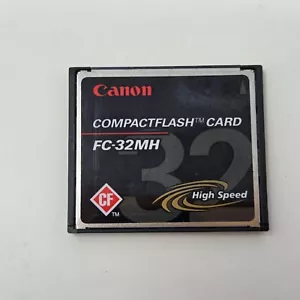 Canon
COMPACTFLASH™ CARD
FC-32MH
32
CF
™
High Speed